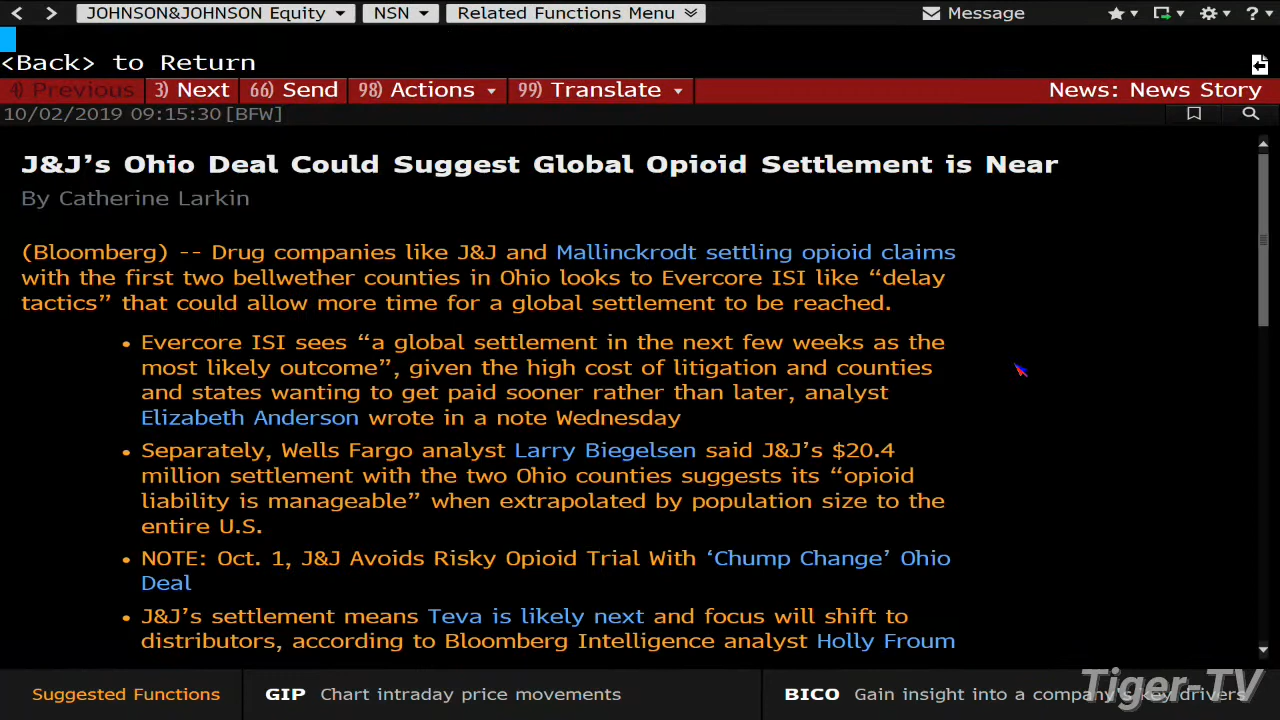 JOHNSON&JOHNSON Equity NSN Related Functions Menu Message
<Back> to Return
4) Previous 3) Next 66) Send 98) Actions 99) Translate News: News Story
10/02/2019 09:15:30 [BFW]
J&J’s Ohio Deal Could Suggest Global Opioid Settlement is Near
By Catherine Larkin
(Bloomberg) -- Drug companies like J&J and Mallinckrodt settling opioid claims
with the first two bellwether counties in Ohio looks to Evercore ISI like “delay
tactics” that could allow more time for a global settlement to be reached.
• Evercore ISI sees “a global settlement in the next few weeks as the
most likely outcome”, given the high cost of litigation and counties
and states wanting to get paid sooner rather than later, analyst
Elizabeth Anderson wrote in a note Wednesday
• Separately, Wells Fargo analyst Larry Biegelsen said J&J’s $20.4
million settlement with the two Ohio counties suggests its “opioid
liability is manageable” when extrapolated by population size to the
entire U.S.
• NOTE: Oct. 1, J&J Avoids Risky Opioid Trial With ‘Chump Change’ Ohio
Deal
• J&J’s settlement means Teva is likely next and focus will shift to
distributors, according to Bloomberg Intelligence analyst Holly Froum
Suggested Functions GIP Chart intraday price movements BICO Gain insight into a company's key drivers
Tiger-TV